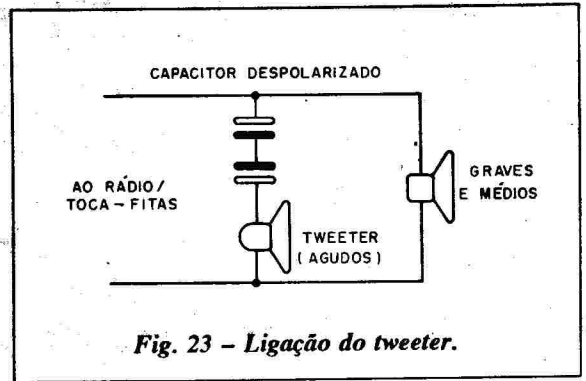 CAPACITOR DESPOLARIZADO
AO RÁDIO/
TOCA-FITAS
TWEETER
(AGUDOS)
GRAVES
E MÉDIOS
Fig. 23 – Ligação do tweeter.